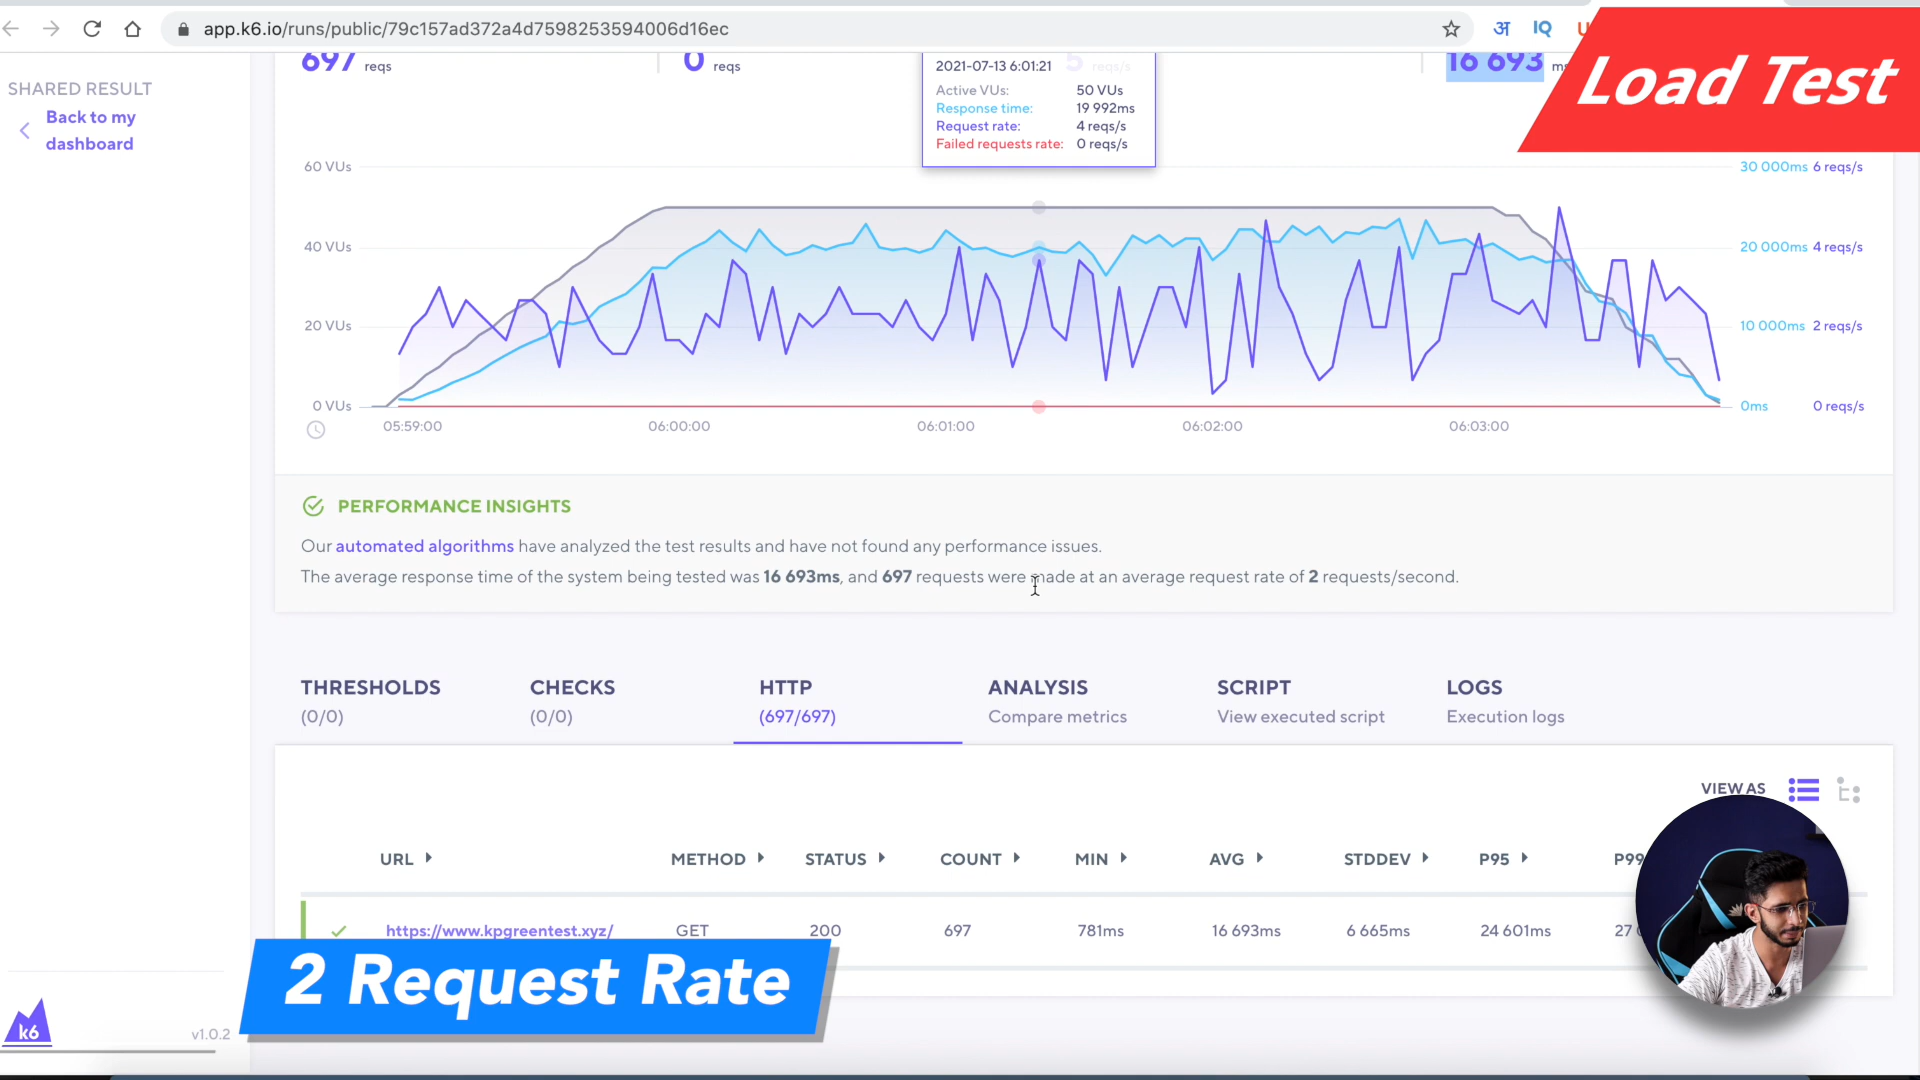 app.k6.io/runs/public/79c157ad372a4d7598253594006d16ec
अ IQ
Load Test
SHARED RESULT
Back to my
dashboard
697 reqs
0 reqs
5 reqs/s
16 693
2021-07-13 6:01:21
Active VUs: 50 VUs
Response time: 19 992ms
Request rate: 4 reqs/s
Failed requests rate: 0 reqs/s
60 VUs 30 000ms 6 reqs/s
40 VUs 20 000ms 4 reqs/s
20 VUs 10 000ms 2 reqs/s
0 VUs 0ms 0 reqs/s
05:59:00 06:00:00 06:01:00 06:02:00 06:03:00
PERFORMANCE INSIGHTS
Our automated algorithms have analyzed the test results and have not found any performance issues.
The average response time of the system being tested was 16 693ms, and 697 requests were made at an average request rate of 2 requests/second.
THRESHOLDS CHECKS HTTP ANALYSIS SCRIPT LOGS
(0/0) (0/0) (697/697) Compare metrics View executed script Execution logs
VIEW AS
URL METHOD STATUS COUNT MIN AVG STDDEV P95 P99
https://www.kpgreentest.xyz/ GET 200 697 781ms 16 693ms 6 665ms 24 601ms 27
2 Request Rate
k6
v1.0.2